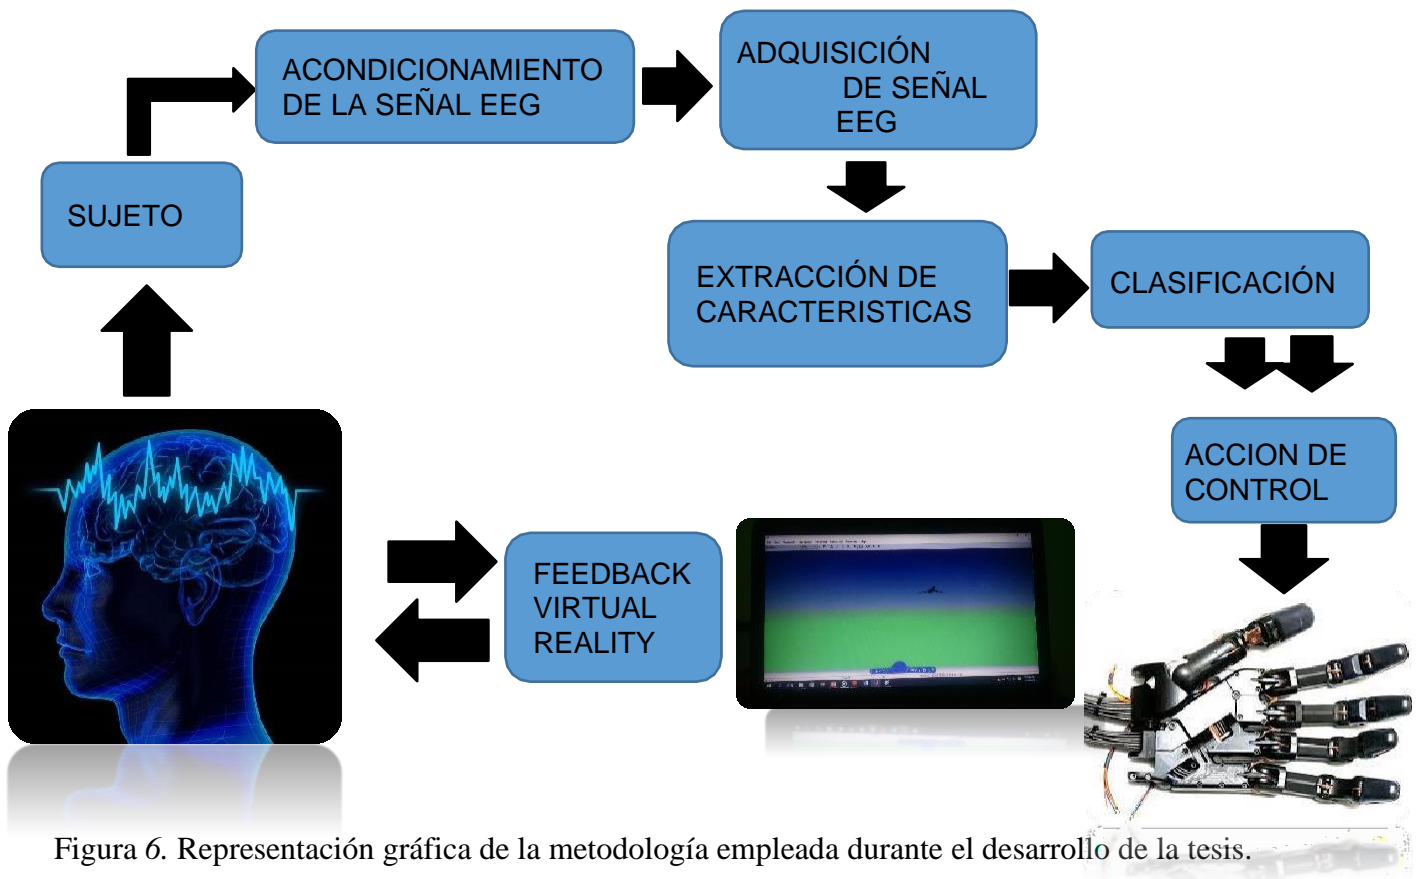 SUJETO
ACONDICIONAMIENTO
DE LA SEÑAL EEG
ADQUISICIÓN
DE SEÑAL
EEG
EXTRACCIÓN DE
CARACTERISTICAS
CLASIFICACIÓN
ACCION DE
CONTROL
FEEDBACK
VIRTUAL
REALITY
Figura 6. Representación gráfica de la metodología empleada durante el desarrollo de la tesis.